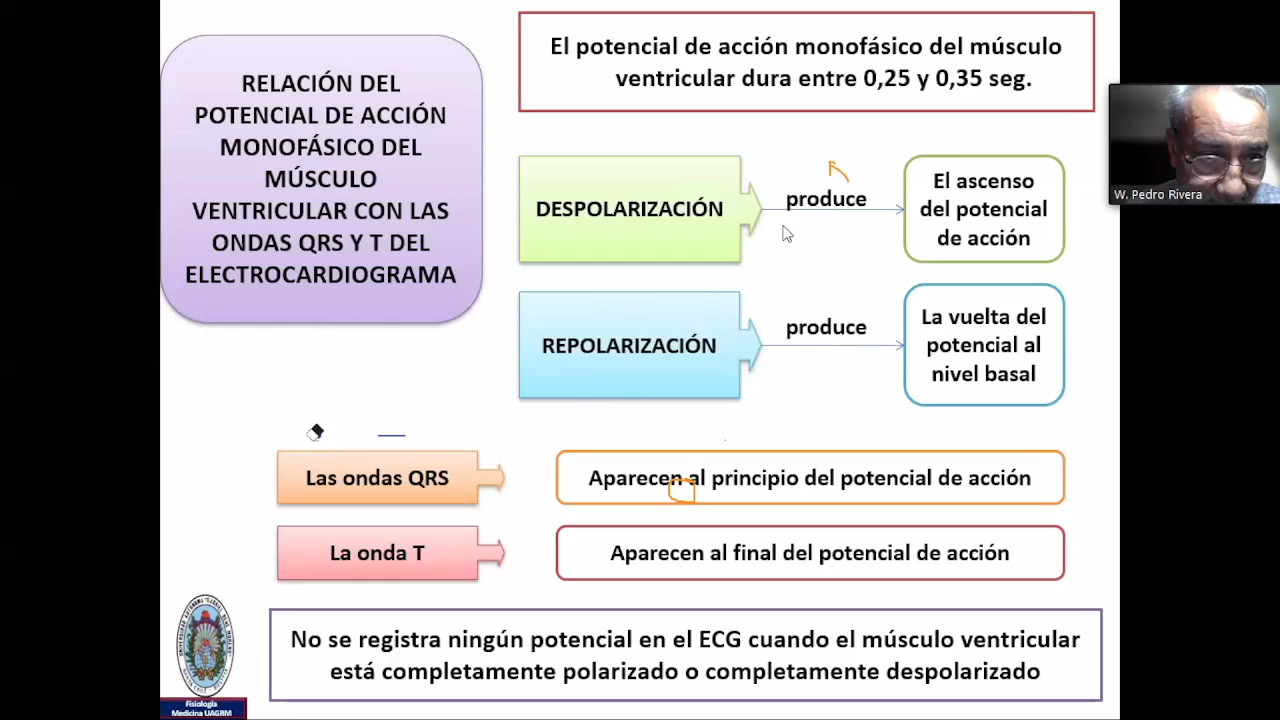 RELACIÓN DEL
POTENCIAL DE ACCIÓN
MONOFÁSICO DEL
MÚSCULO
VENTRICULAR CON LAS
ONDAS QRS Y T DEL
ELECTROCARDIOGRAMA
El potencial de acción monofásico del músculo
ventricular dura entre 0,25 y 0,35 seg.
DESPOLARIZACIÓN
produce
El ascenso
del potencial
de acción
REPOLARIZACIÓN
produce
La vuelta del
potencial al
nivel basal
Las ondas QRS
Aparecen al principio del potencial de acción
La onda T
Aparecen al final del potencial de acción
No se registra ningún potencial en el ECG cuando el músculo ventricular
está completamente polarizado o completamente despolarizado
Fisiología
Medicina UAGRM
W. Pedro Rivera